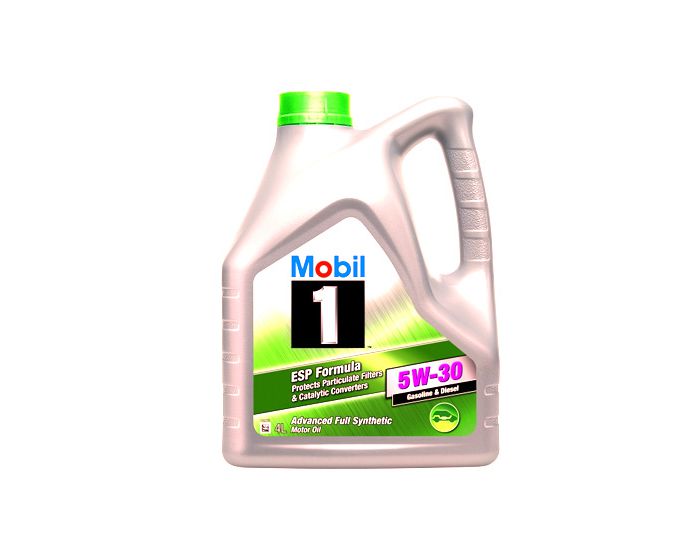 Mobil
1
™
ESP Formula
Protects Particulate Filters
& Catalytic Converters
5W-30
Gasoline & Diesel
4L
Advanced Full Synthetic
Motor Oil